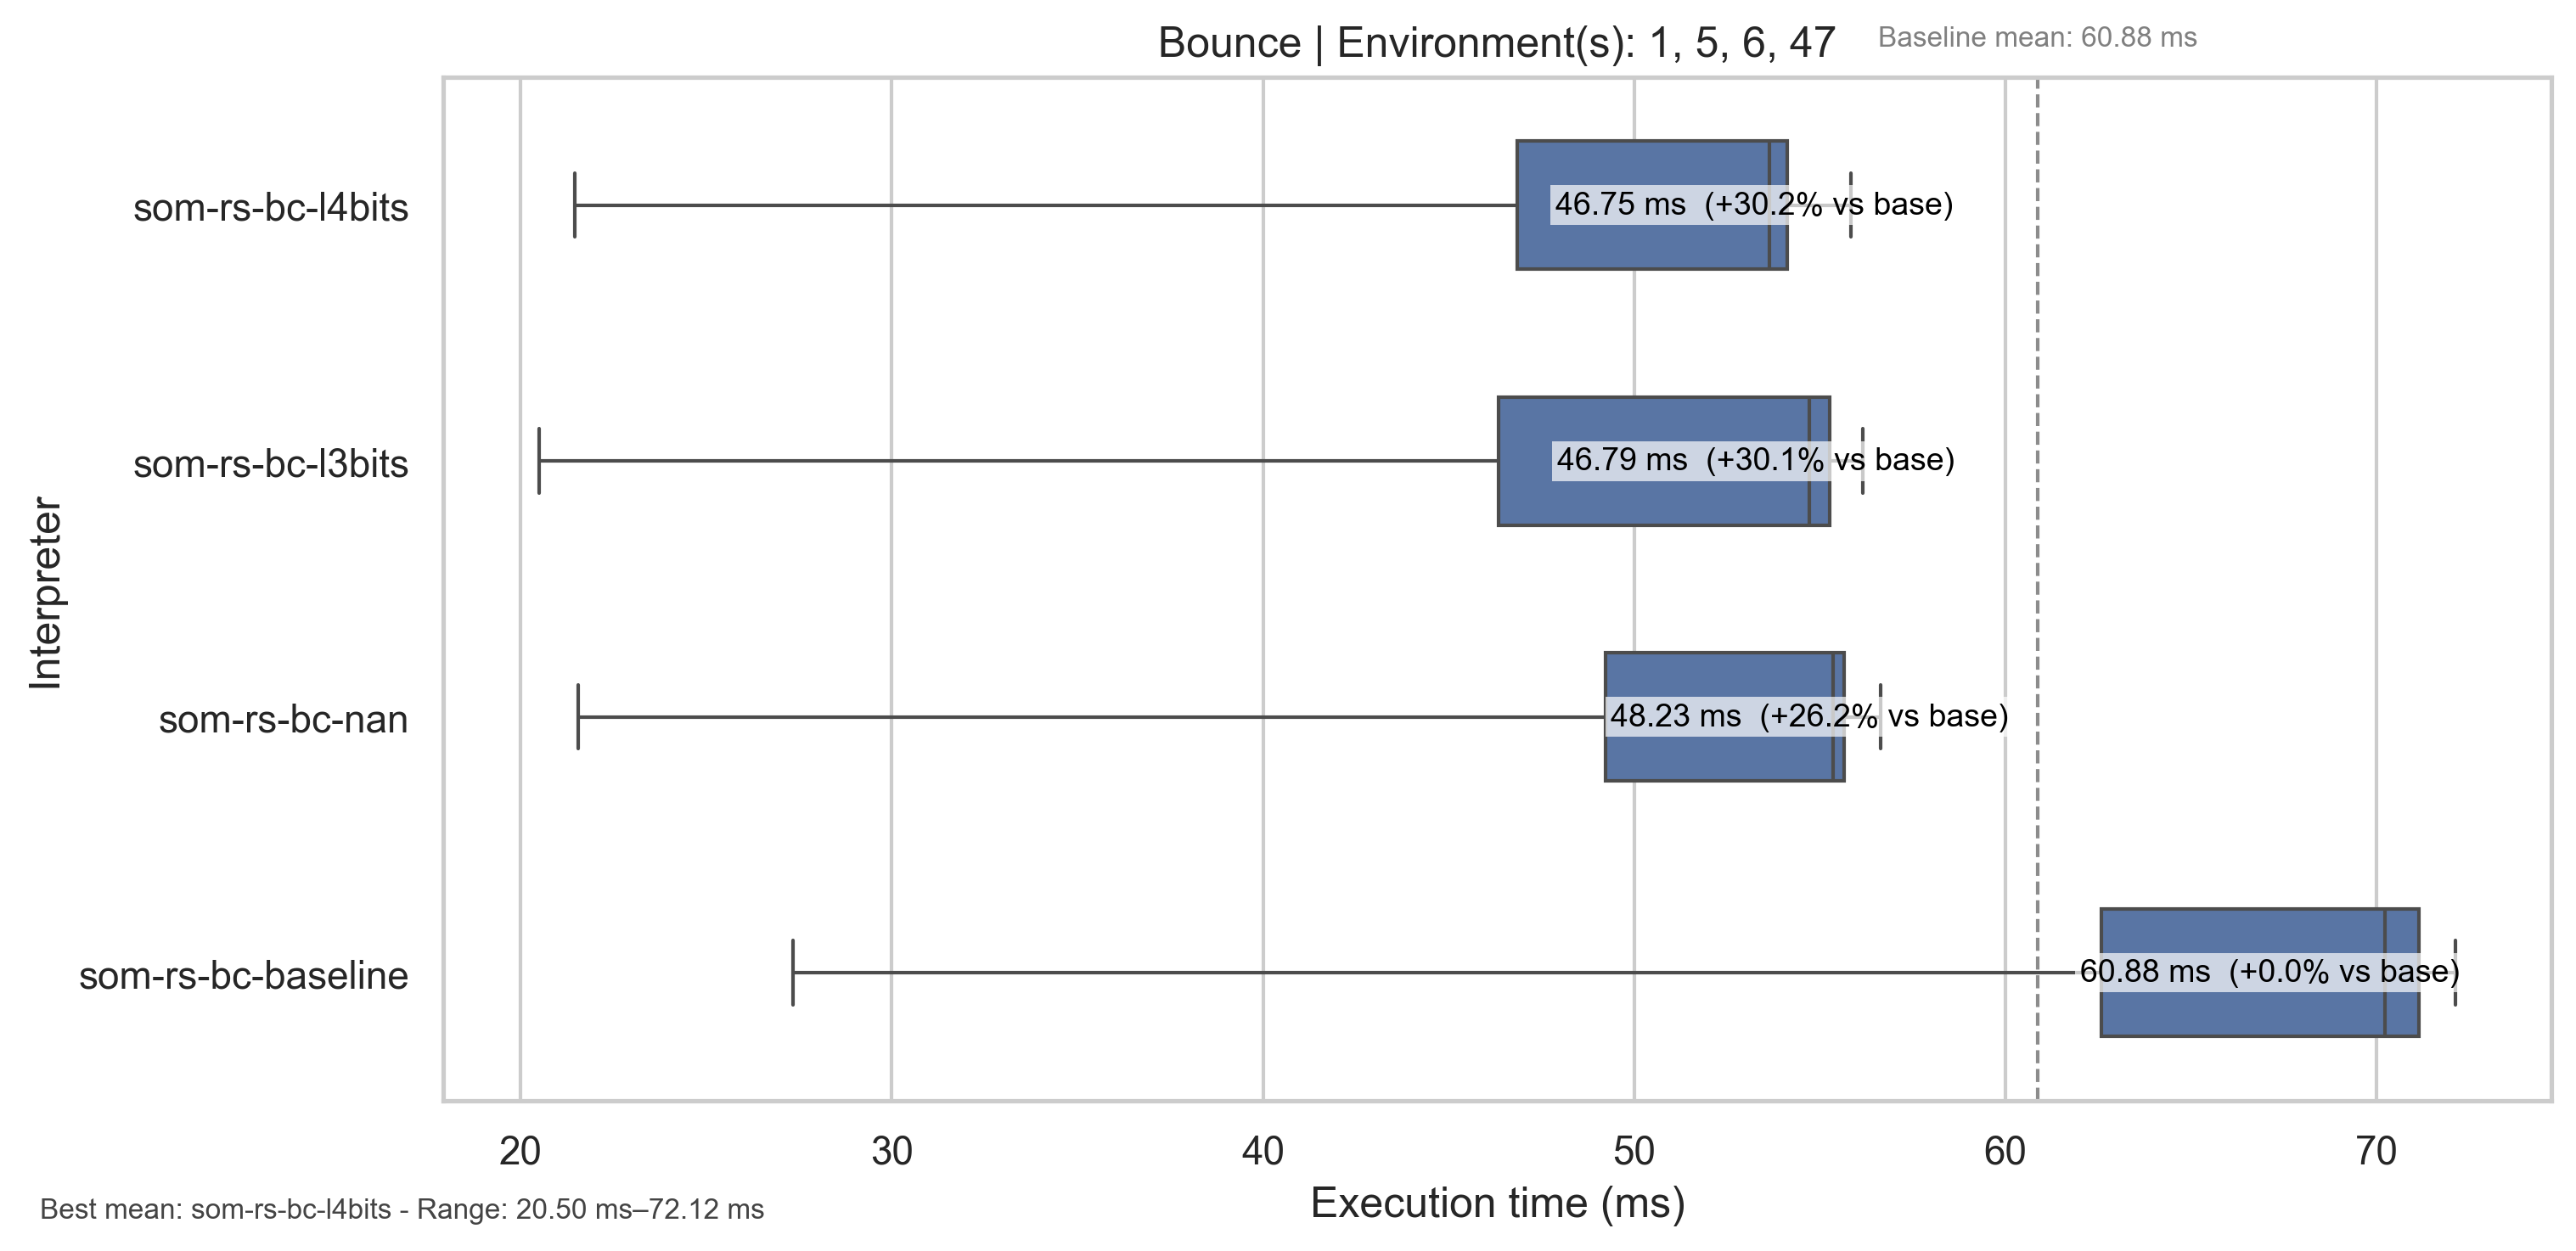 Bounce | Environment(s): 1, 5, 6, 47
Baseline mean: 60.88 ms
Interpreter
som-rs-bc-l4bits
46.75 ms  (+30.2% vs base)
som-rs-bc-l3bits
46.79 ms  (+30.1% vs base)
som-rs-bc-nan
48.23 ms  (+26.2% vs base)
som-rs-bc-baseline
60.88 ms  (+0.0% vs base)
20 30 40 50 60 70
Execution time (ms)
Best mean: som-rs-bc-l4bits - Range: 20.50 ms–72.12 ms